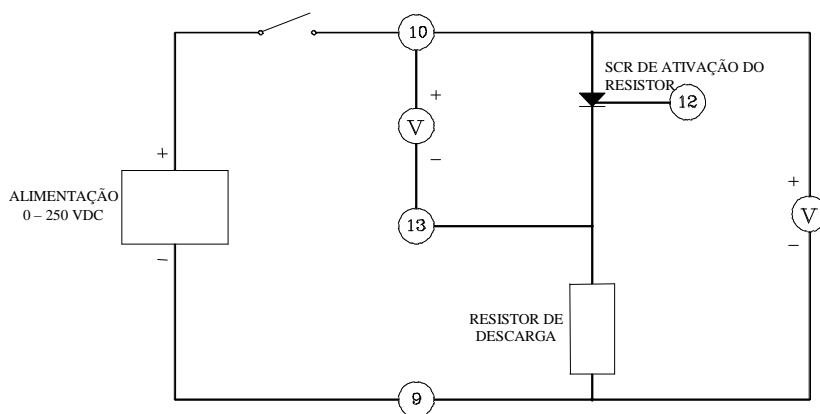 10
SCR DE ATIVAÇÃO DO
RESISTOR
12
+
V
–
+
ALIMENTAÇÃO
0 – 250 VDC
–
+
V
–
13
RESISTOR DE
DESCARGA
9